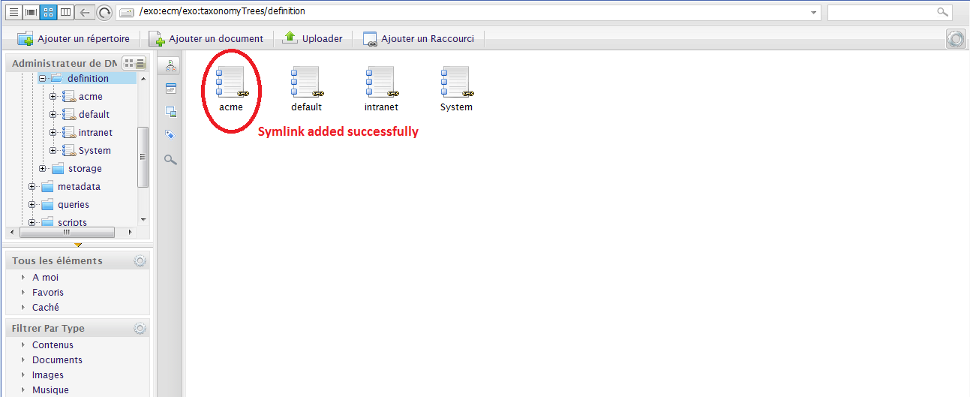 /exo:ecm/exo:taxonomyTrees/definition
Ajouter un répertoire Ajouter un document Uploader Ajouter un Raccourci
Administrateur de DM
definition
acme
default
intranet
System
storage
metadata
queries
scripts
acme default intranet System
Symlink added successfully
Tous les éléments
A moi
Favoris
Caché
Filtrer Par Type
Contenus
Documents
Images
Musique